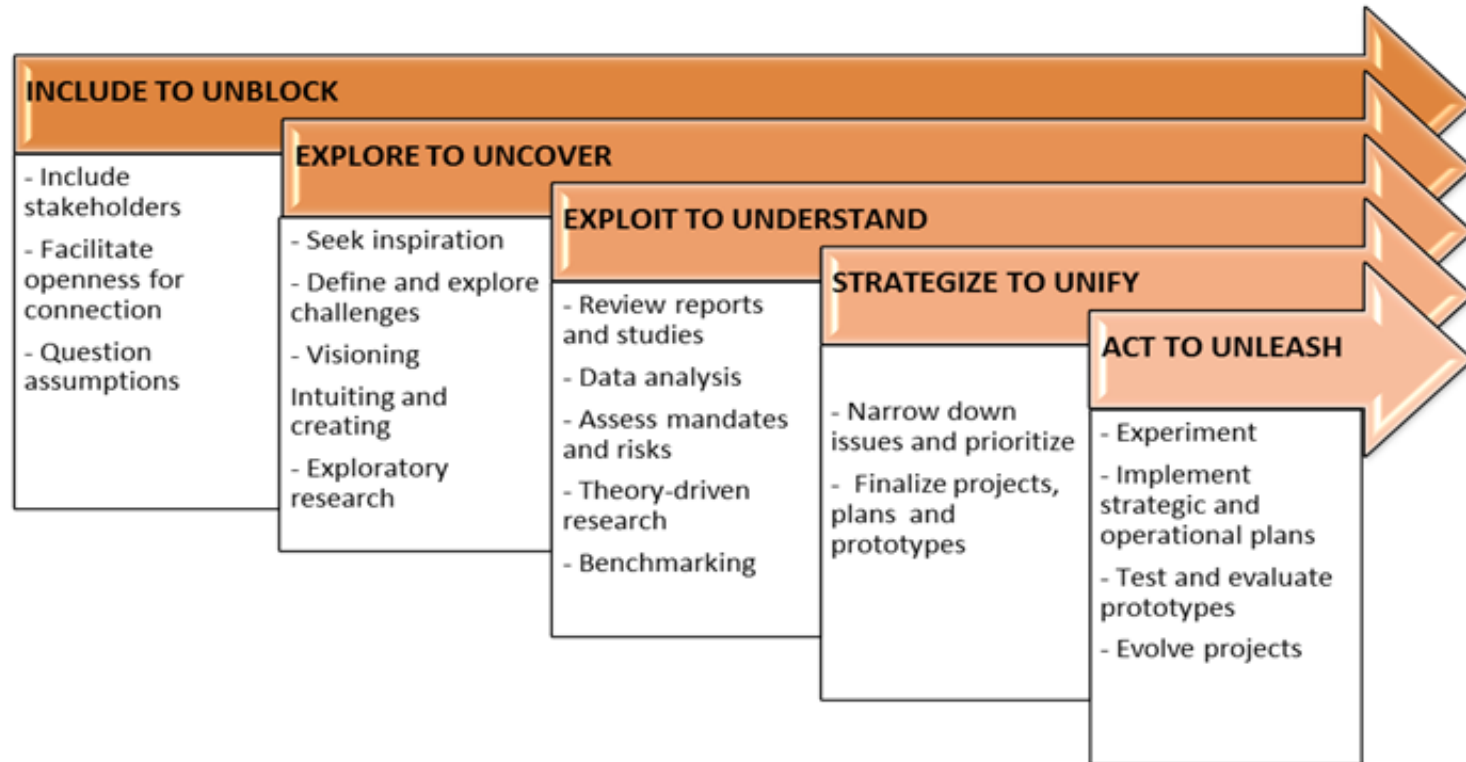 INCLUDE TO UNBLOCK
- Include
stakeholders
- Facilitate
openness for
connection
- Question
assumptions
EXPLORE TO UNCOVER
- Seek inspiration
- Define and explore
challenges
- Visioning
Intuiting and
creating
- Exploratory
research
EXPLOIT TO UNDERSTAND
- Review reports
and studies
- Data analysis
- Assess mandates
and risks
- Theory-driven
research
- Benchmarking
STRATEGIZE TO UNIFY
- Narrow down
issues and prioritize
- Finalize projects,
plans and
prototypes
ACT TO UNLEASH
- Experiment
- Implement
strategic and
operational plans
- Test and evaluate
prototypes
- Evolve projects